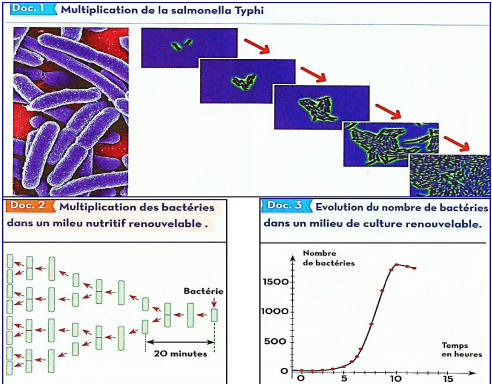 Doc. 1 Multiplication de la salmonella Typhi
Doc. 2 Multiplication des bactéries
dans un mileu nutritif renouvelable .
Bactérie
20 minutes
Doc. 3 Evolution du nombre de bactéries
dans un milieu de culture renouvelable.
Nombre
de bactéries
1500
1000
500
0
Temps
en heures
0 5 10 15